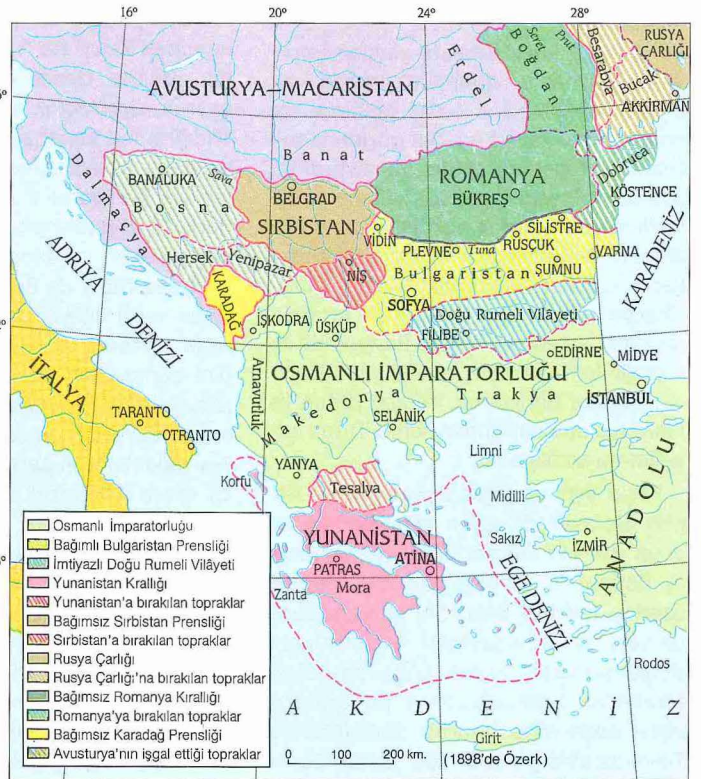 16°
20°
24°
28°
RUSYA
ÇARLIĞI
Seret
Prut
Boğdan
Besarabya
Bucak
AKKİRMAN
Erdel
AVUSTURYA–MACARİSTAN
Banat
Dobruca
ROMANYA
BÜKREŞ
KÖSTENCE
BANALUKA
Sava
BELGRAD
Bosna
SIRBİSTAN
Dalmaçya
VİDİN
SİLİSTRE
RUSÇUK
PLEVNE
Tuna
VARNA
ŞUMNU
Bulgaristan
KARADENİZ
Hersek
Yenipazar
NİŞ
ADRİYA
DENİZİ
KARADAĞ
SOFYA
Doğu Rumeli Vilâyeti
FİLİBE
İŞKODRA
ÜSKÜP
EDİRNE
MİDYE
İTALYA
Arnavutluk
OSMANLI İMPARATORLUĞU
İSTANBUL
Makedonya
Trakya
TARANTO
SELÂNİK
OTRANTO
Limni
YANYA
Korfu
Tesalya
Midilli
ANADOLU
YUNANİSTAN
Sakız
İZMİR
PATRAS
ATİNA
EGE DENİZİ
Zanta
Mora
Rodos
AKDENİZ
Girit
(1898'de Özerk)
0 100 200 km.
Osmanlı İmparatorluğu
Bağımlı Bulgaristan Prensliği
İmtiyazlı Doğu Rumeli Vilâyeti
Yunanistan Krallığı
Yunanistan'a bırakılan topraklar
Bağımsız Sırbistan Prensliği
Sırbistan'a bırakılan topraklar
Rusya Çarlığı
Rusya Çarlığı'na bırakılan topraklar
Bağımsız Romanya Kırallığı
Romanya'ya bırakılan topraklar
Bağımsız Karadağ Prensliği
Avusturya'nın işgal ettiği topraklar